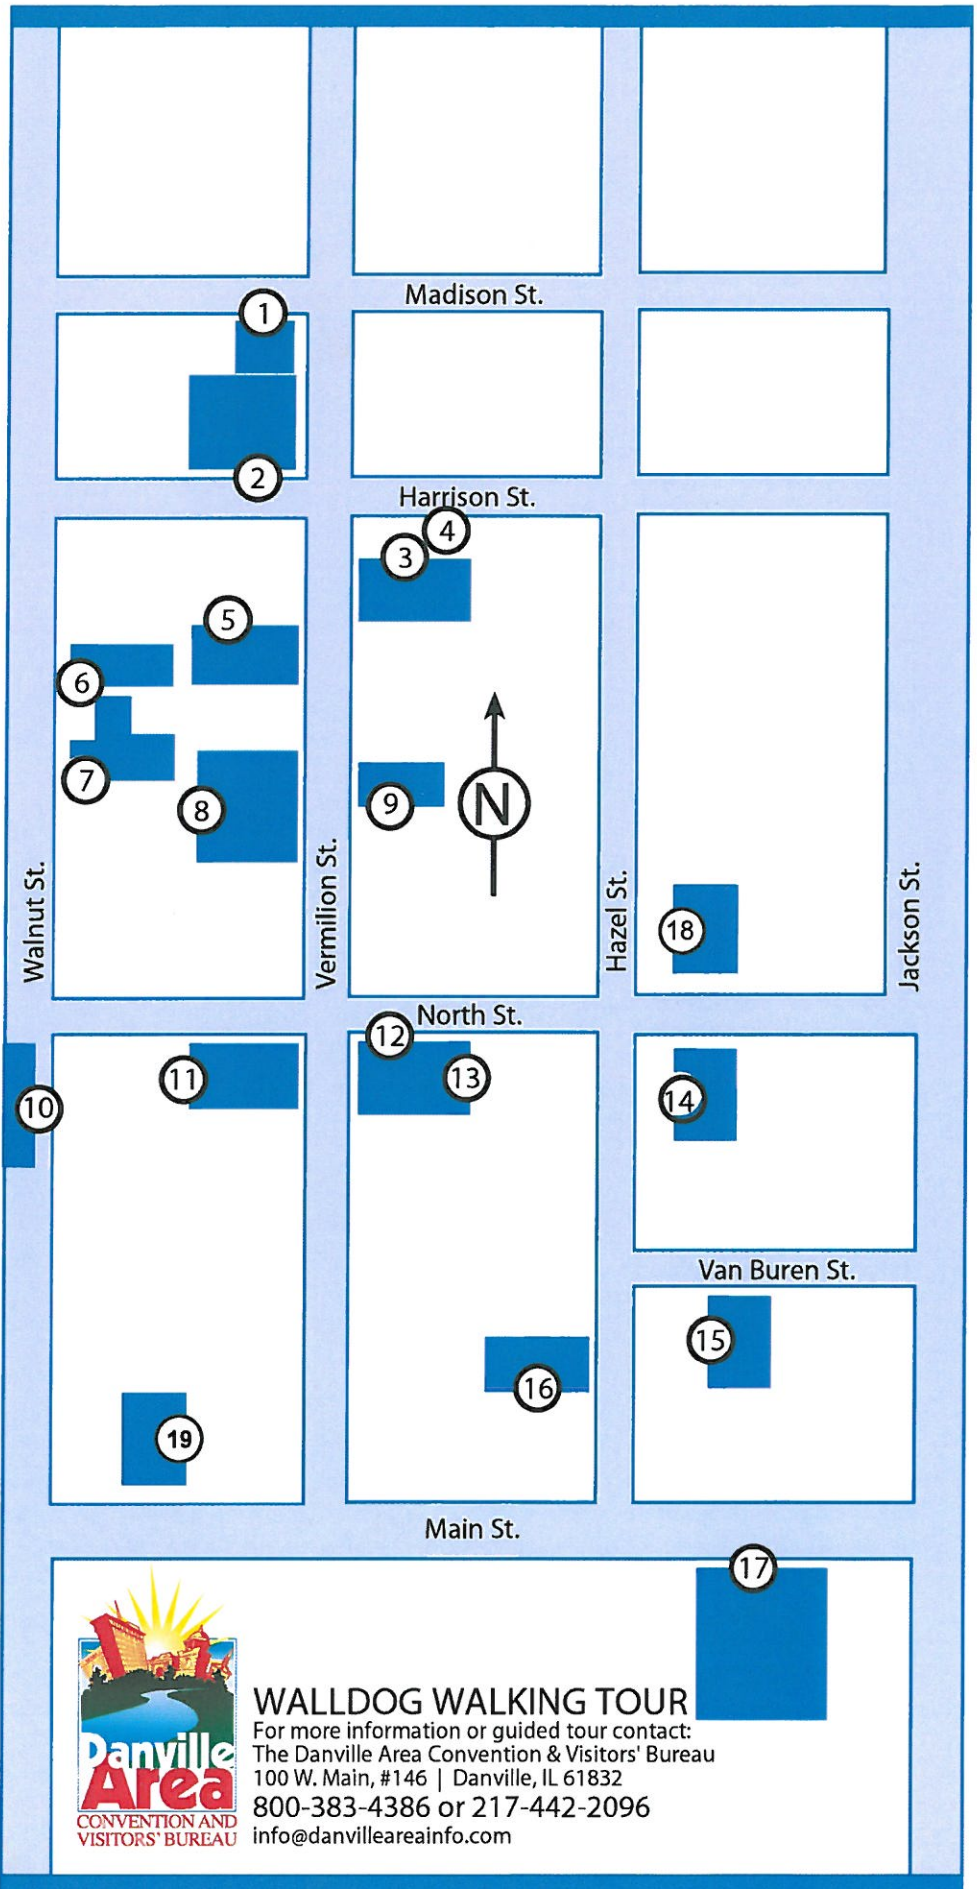 Madison St.
1
2
Harrison St.
4
3
5
6
7
8
9
N
Walnut St.
Vermilion St.
Hazel St.
Jackson St.
18
North St.
12
11
13
10
14
Van Buren St.
15
16
19
Main St.
17
Danville
Area
CONVENTION AND
VISITORS' BUREAU
WALLDOG WALKING TOUR
For more information or guided tour contact:
The Danville Area Convention & Visitors' Bureau
100 W. Main, #146 | Danville, IL 61832
800-383-4386 or 217-442-2096
info@danvilleareainfo.com